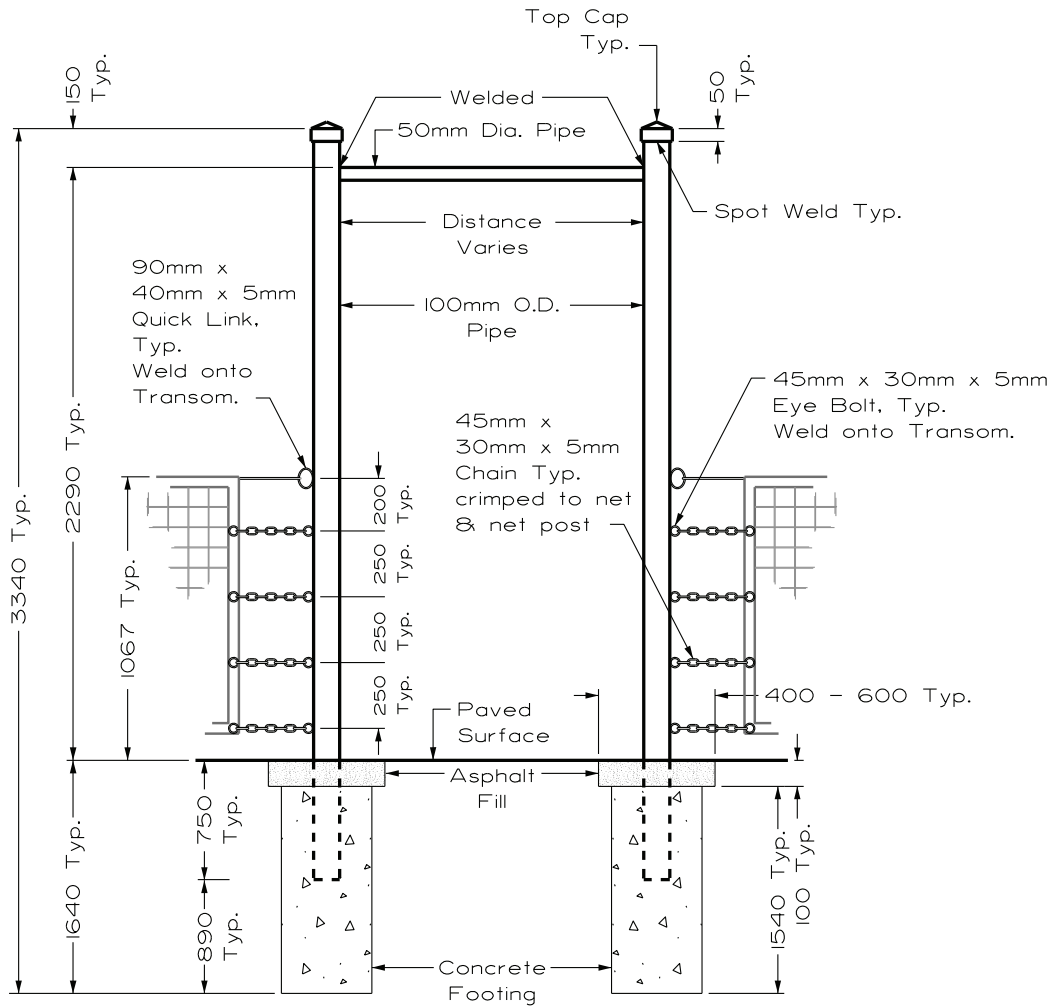 Top Cap
Typ.
150
Typ.
50
Typ.
Welded
50mm Dia. Pipe
Spot Weld Typ.
Distance
Varies
90mm x
40mm x 5mm
Quick Link,
Typ.
Weld onto
Transom.
100mm O.D.
Pipe
45mm x 30mm x 5mm
Eye Bolt, Typ.
Weld onto Transom.
45mm x
30mm x 5mm
Chain Typ.
crimped to net
& net post
3340 Typ.
2290 Typ.
1067 Typ.
200
Typ.
250
Typ.
250
Typ.
250
Typ.
400 - 600 Typ.
Paved
Surface
Asphalt
Fill
1640 Typ.
750
Typ.
890
Typ.
1540 Typ.
100 Typ.
Concrete
Footing